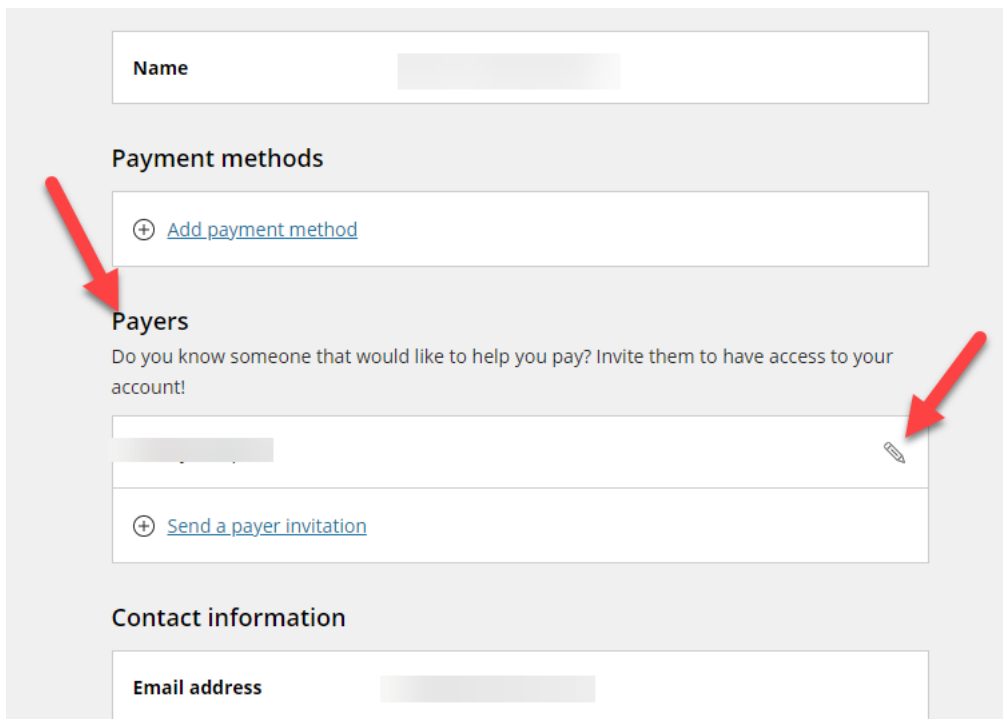 Name
Payment methods
Add payment method
Payers
Do you know someone that would like to help you pay? Invite them to have access to your
account!
Send a payer invitation
Contact information
Email address